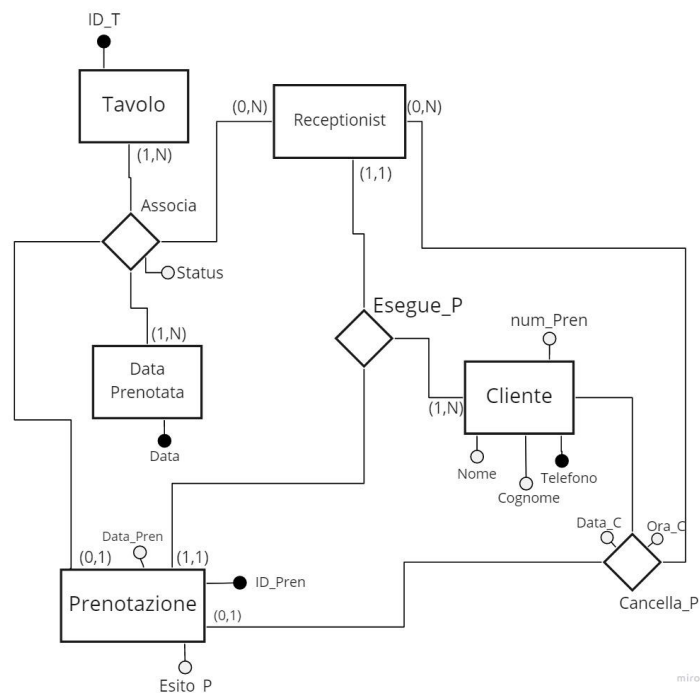 ID_T
Tavolo
(1,N)
(0,N)
Receptionist
(0,N)
(1,1)
Associa
Status
(1,N)
Data
Prenotata
Data
Esegue_P
num_Pren
Cliente
(1,N)
Nome
Cognome
Telefono
Data_C
Ora_C
Cancella_P
Data_Pren
(0,1)
(1,1)
Prenotazione
ID_Pren
(0,1)
Esito_P
miro